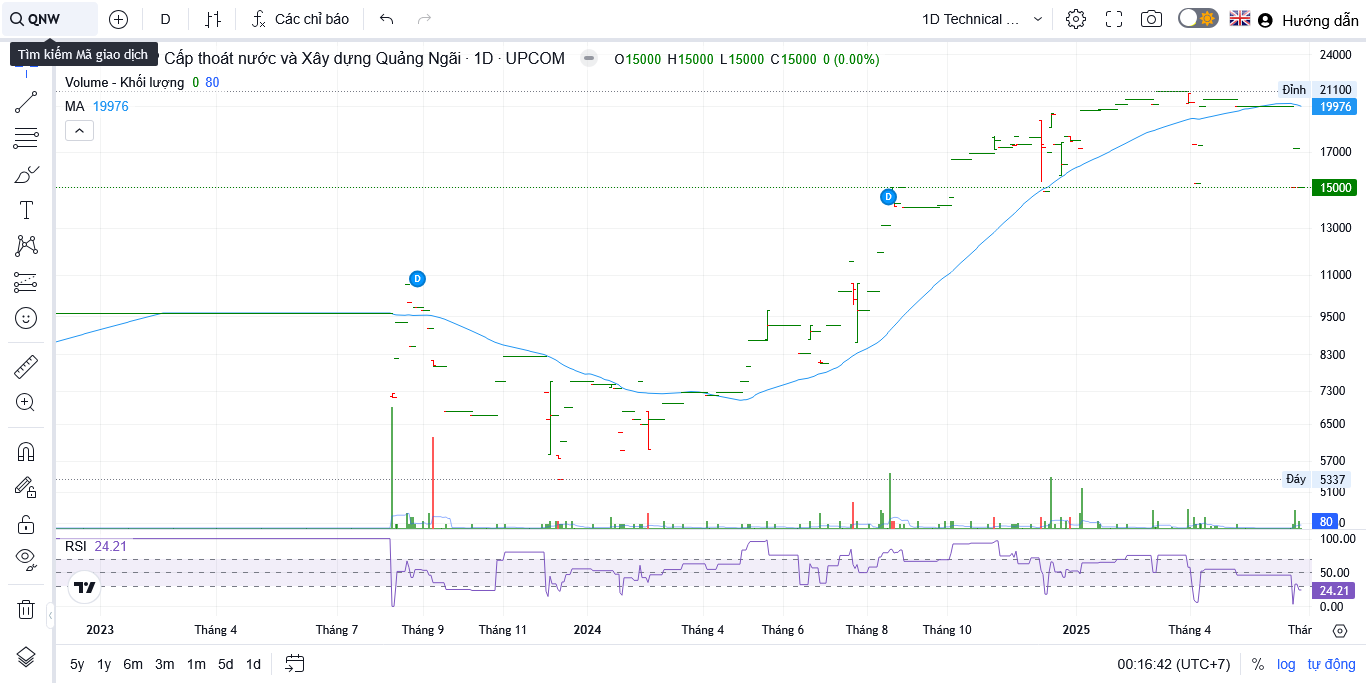 QNW
D
Các chỉ báo
1D Technical ...
Hướng dẫn
Tìm kiếm Mã giao dịch
Cấp thoát nước và Xây dựng Quảng Ngãi · 1D · UPCOM
O15000 H15000 L15000 C15000 0 (0.00%)
Volume - Khối lượng 0 80
MA 19976
24000
Đỉnh 21100
19976
17000
15000
13000
11000
9500
8300
7300
6500
5700
Đáy 5337
5100
80
D
D
RSI 24.21
100.00
50.00
24.21
0.00
2023
Tháng 4
Tháng 7
Tháng 9
Tháng 11
2024
Tháng 4
Tháng 6
Tháng 8
Tháng 10
2025
Tháng 4
Thár
5y 1y 6m 3m 1m 5d 1d
00:16:42 (UTC+7)
% log tự động